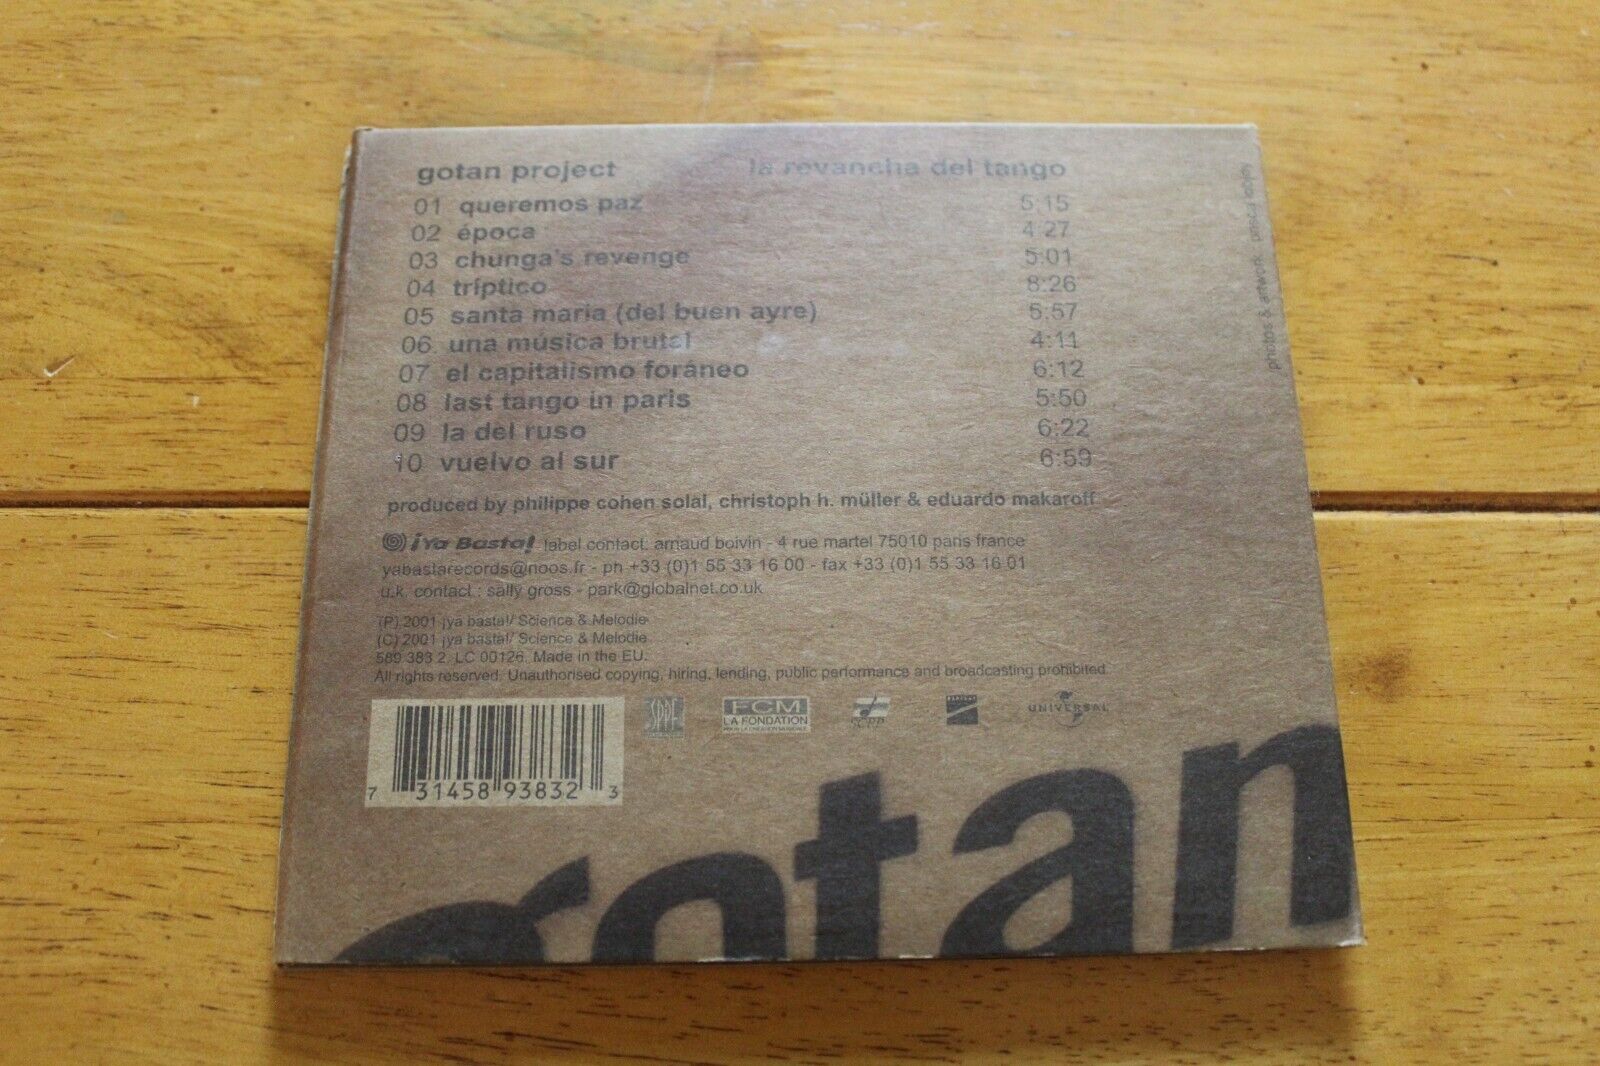 gotan project la revancha del tango
01 queremos paz 5:15
02 época 4:27
03 chunga's revenge 5:01
04 tríptico 8:26
05 santa maria (del buen ayre) 5:57
06 una música brutal 4:11
07 el capitalismo foráneo 6:12
08 last tango in paris 5:50
09 la del ruso 6:22
10 vuelvo al sur 6:59
produced by philippe cohen solal, christoph h. müller & eduardo makaroff
¡Ya Basta! label contact: arnaud boivin - 4 rue martel 75010 paris france
yabastarecords@noos.fr - ph +33 (0)1 55 33 16 00 - fax +33 (0)1 55 33 16 01
u.k. contact : sally gross - park@globalnet.co.uk
(P) 2001 ¡ya basta!/ Science & Melodie
(C) 2001 ¡ya basta!/ Science & Melodie
589 383 2. LC 00126. Made in the EU.
All rights reserved. Unauthorised copying, hiring, lending, public performance and broadcasting prohibited.
SPPF
FCM
LA FONDATION
POUR LA CRÉATION MUSICALE
SCPP
UNIVERSAL
7 31458 93832 3
gotan
photos & artwork: prisca lobjoy